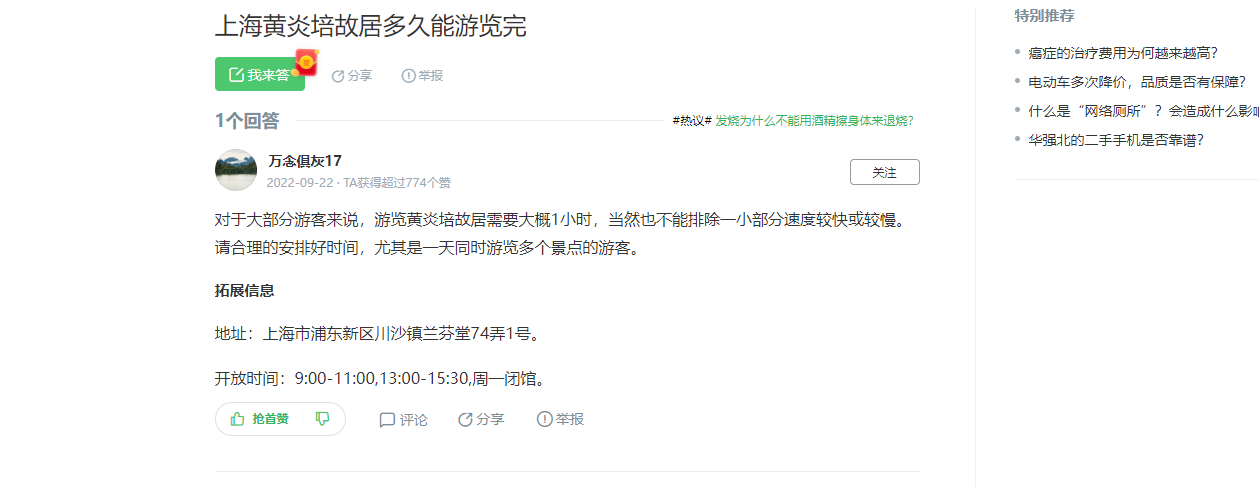 上海黄炎培故居多久能游览完
我来答
分享
举报
1个回答
#热议# 发烧为什么不能用酒精擦身体来退烧?
万念俱灰17
2022-09-22 · TA获得超过774个赞
关注
对于大部分游客来说，游览黄炎培故居需要大概1小时，当然也不能排除一小部分速度较快或较慢。
请合理的安排好时间，尤其是一天同时游览多个景点的游客。
拓展信息
地址：上海市浦东新区川沙镇兰芬堂74弄1号。
开放时间：9:00-11:00,13:00-15:30,周一闭馆。
抢首赞
评论
分享
举报
特别推荐
癌症的治疗费用为何越来越高?
电动车多次降价，品质是否有保障?
什么是“网络厕所”？会造成什么影
华强北的二手手机是否靠谱?